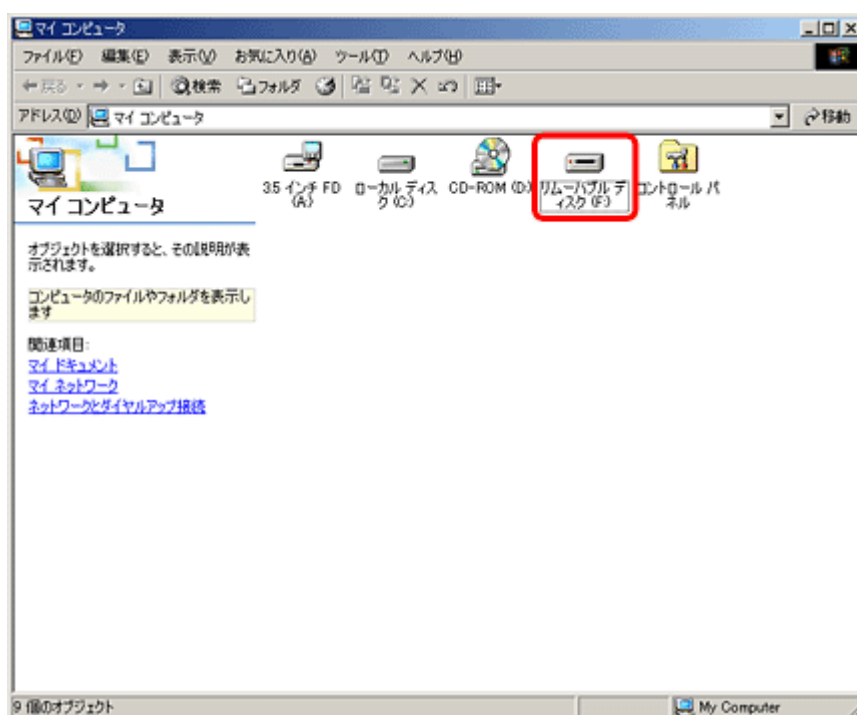 マイ コンピュータ
ファイル(F) 編集(E) 表示(V) お気に入り(A) ツール(T) ヘルプ(H)
戻る 検索 フォルダ
アドレス(D) マイ コンピュータ 移動
マイ コンピュータ
オブジェクトを選択すると、その説明が表
示されます。
コンピュータのファイルやフォルダを表示し
ます
関連項目:
マイ ドキュメント
マイ ネットワーク
ネットワークとダイヤルアップ接続
3.5 インチ FD
(A:)
ローカル ディス
ク (C:)
CD-ROM (D:)
リムーバブル デ
ィスク (F:)
コントロール パ
ネル
9 個のオブジェクト
My Computer